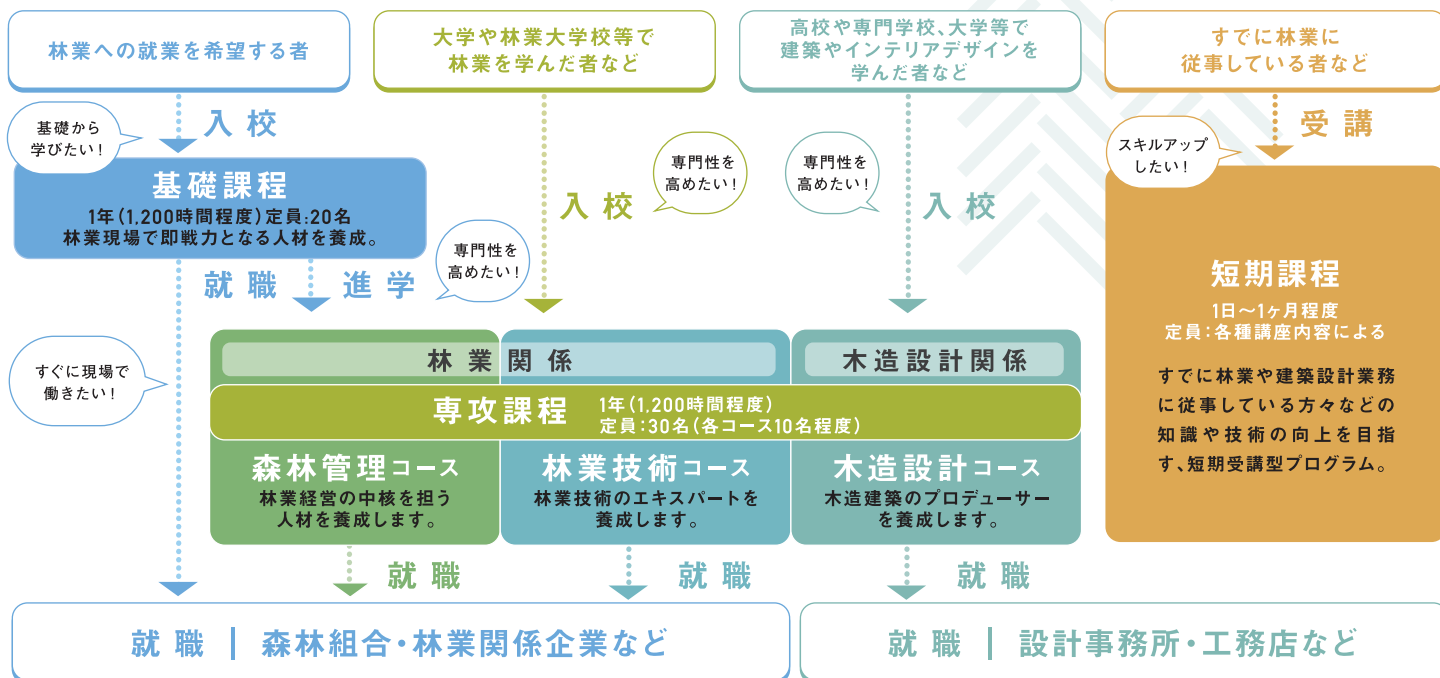 林業への就業を希望する者
大学や林業大学校等で
林業を学んだ者など
高校や専門学校、大学等で
建築やインテリアデザインを
学んだ者など
すでに林業に
従事している者など
基礎から
学びたい！
入校
基礎課程
1年(1,200時間程度)定員:20名
林業現場で即戦力となる人材を養成。
就職
進学
専門性を
高めたい！
すぐに現場で
働きたい！
入校
専門性を
高めたい！
専門性を
高めたい！
入校
受講
スキルアップ
したい！
短期課程
1日〜1ヶ月程度
定員：各種講座内容による
すでに林業や建築設計業務
に従事している方々などの
知識や技術の向上を目指
す、短期受講型プログラム。
林業関係
木造設計関係
専攻課程
1年(1,200時間程度)
定員：30名(各コース10名程度)
森林管理コース
林業経営の中核を担う
人材を養成します。
林業技術コース
林業技術のエキスパートを
養成します。
木造設計コース
木造建築のプロデューサー
を養成します。
就職
就職
就職
就職｜森林組合・林業関係企業など
就職｜設計事務所・工務店など